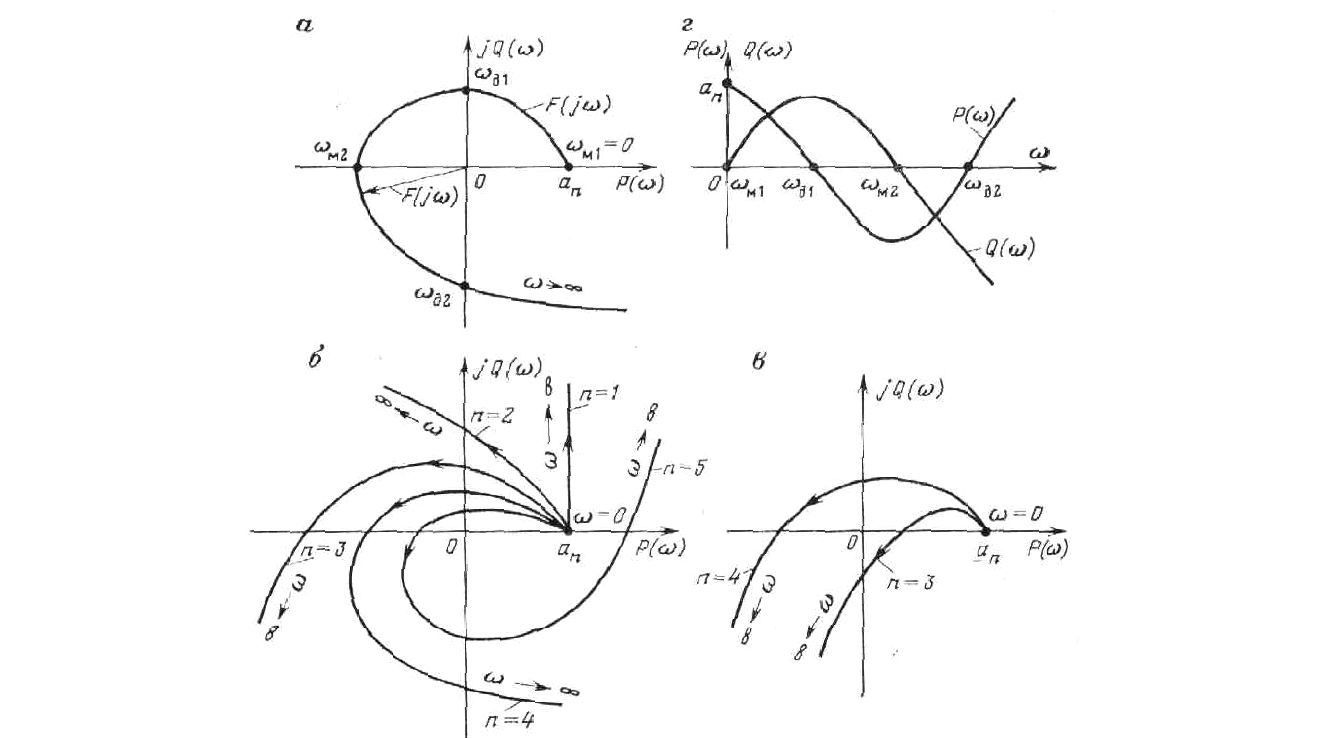 а
jQ(ω)
ω∂1
F(jω)
ωм2
ωм1=0
F(jω)
0
aп
P(ω)
ω∂2
ω→∞
г
P(ω) Q(ω)
aп
P(ω)
ω
0 ωм1 ω∂1 ωм2 ω∂2
Q(ω)
б
jQ(ω)
∞
n=1
∞ ← ω
n=2
∞
ω
ω
n=5
ω=0
0
aп
P(ω)
n=3
ω
∞
ω → ∞
n=4
в
jQ(ω)
ω=0
0
aп
P(ω)
n=4
n=3
ω
ω
∞
∞